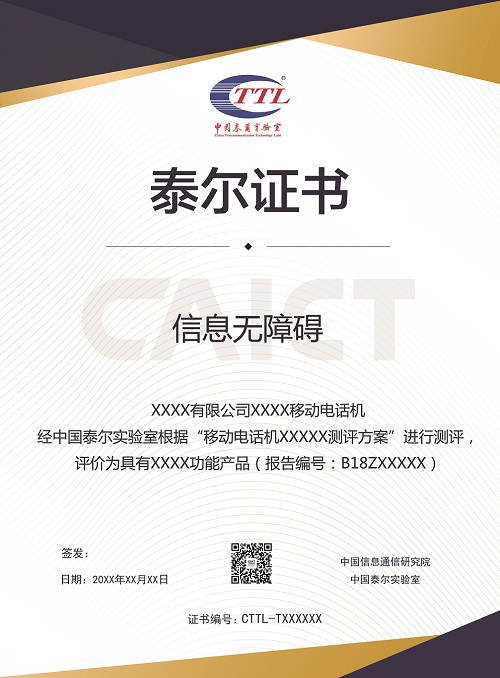 CTTL®
中国泰尔实验室
China Telecommunication Technology Labs
泰尔证书
CAICT
信息无障碍
XXXX有限公司XXXX移动电话机
经中国泰尔实验室根据“移动电话机XXXXX测评方案”进行测评，
评价为具有XXXX功能产品（报告编号：B18ZXXXXX）
签发：
日期：20XX年XX月XX日
中国信息通信研究院
中国泰尔实验室
证书编号：CTTL-TXXXXXX